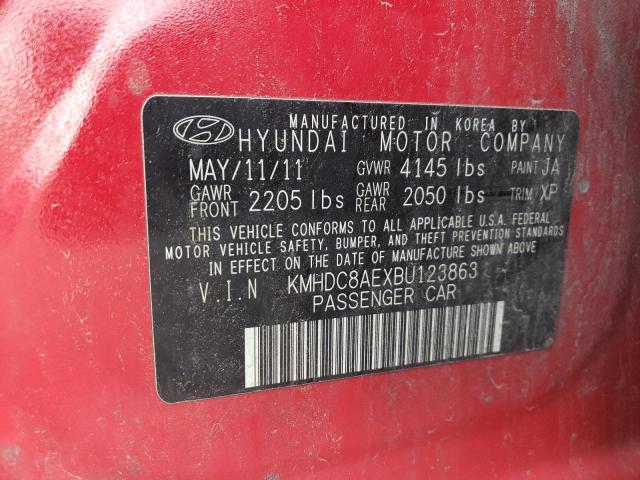 MANUFACTURED IN KOREA BY
HYUNDAI MOTOR COMPANY
MAY/11/11 GVWR 4145 lbs PAINT JA
GAWR FRONT 2205 lbs GAWR REAR 2050 lbs TRIM XP
THIS VEHICLE CONFORMS TO ALL APPLICABLE U.S.A. FEDERAL
MOTOR VEHICLE SAFETY, BUMPER, AND THEFT PREVENTION
STANDARDS IN EFFECT ON THE DATE OF MANUFACTURE SHOWN ABOVE.
V.I.N KMHDC8AEXBU123863
PASSENGER CAR